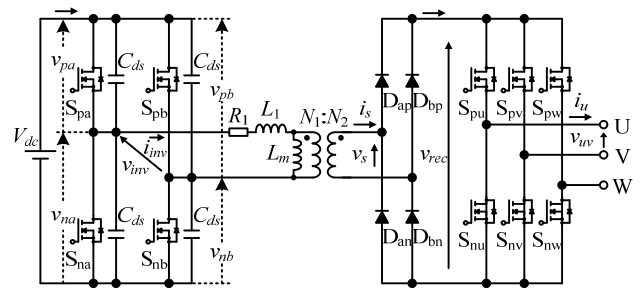 v_pa
C_ds
C_ds
v_pb
S_pa
S_pb
V_dc
i_inv
v_inv
R_1
L_1
L_m
N_1:N_2
i_s
v_s
D_ap
D_bp
v_rec
S_pu
S_pv
S_pw
i_u
U
v_uv
V
W
v_na
C_ds
C_ds
v_nb
S_na
S_nb
D_an
D_bn
S_nu
S_nv
S_nw